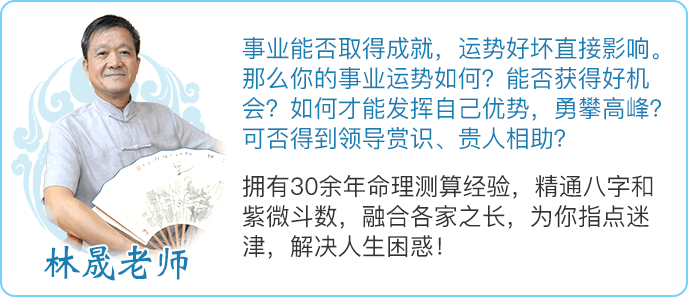 事业能否取得成就，运势好坏直接影响。
那么你的事业运势如何？能否获得好机
会？如何才能发挥自己优势，勇攀高峰？
可否得到领导赏识、贵人相助？
拥有30余年命理测算经验，精通八字和
紫微斗数，融合各家之长，为你指点迷
津，解决人生困惑！
林晟老师